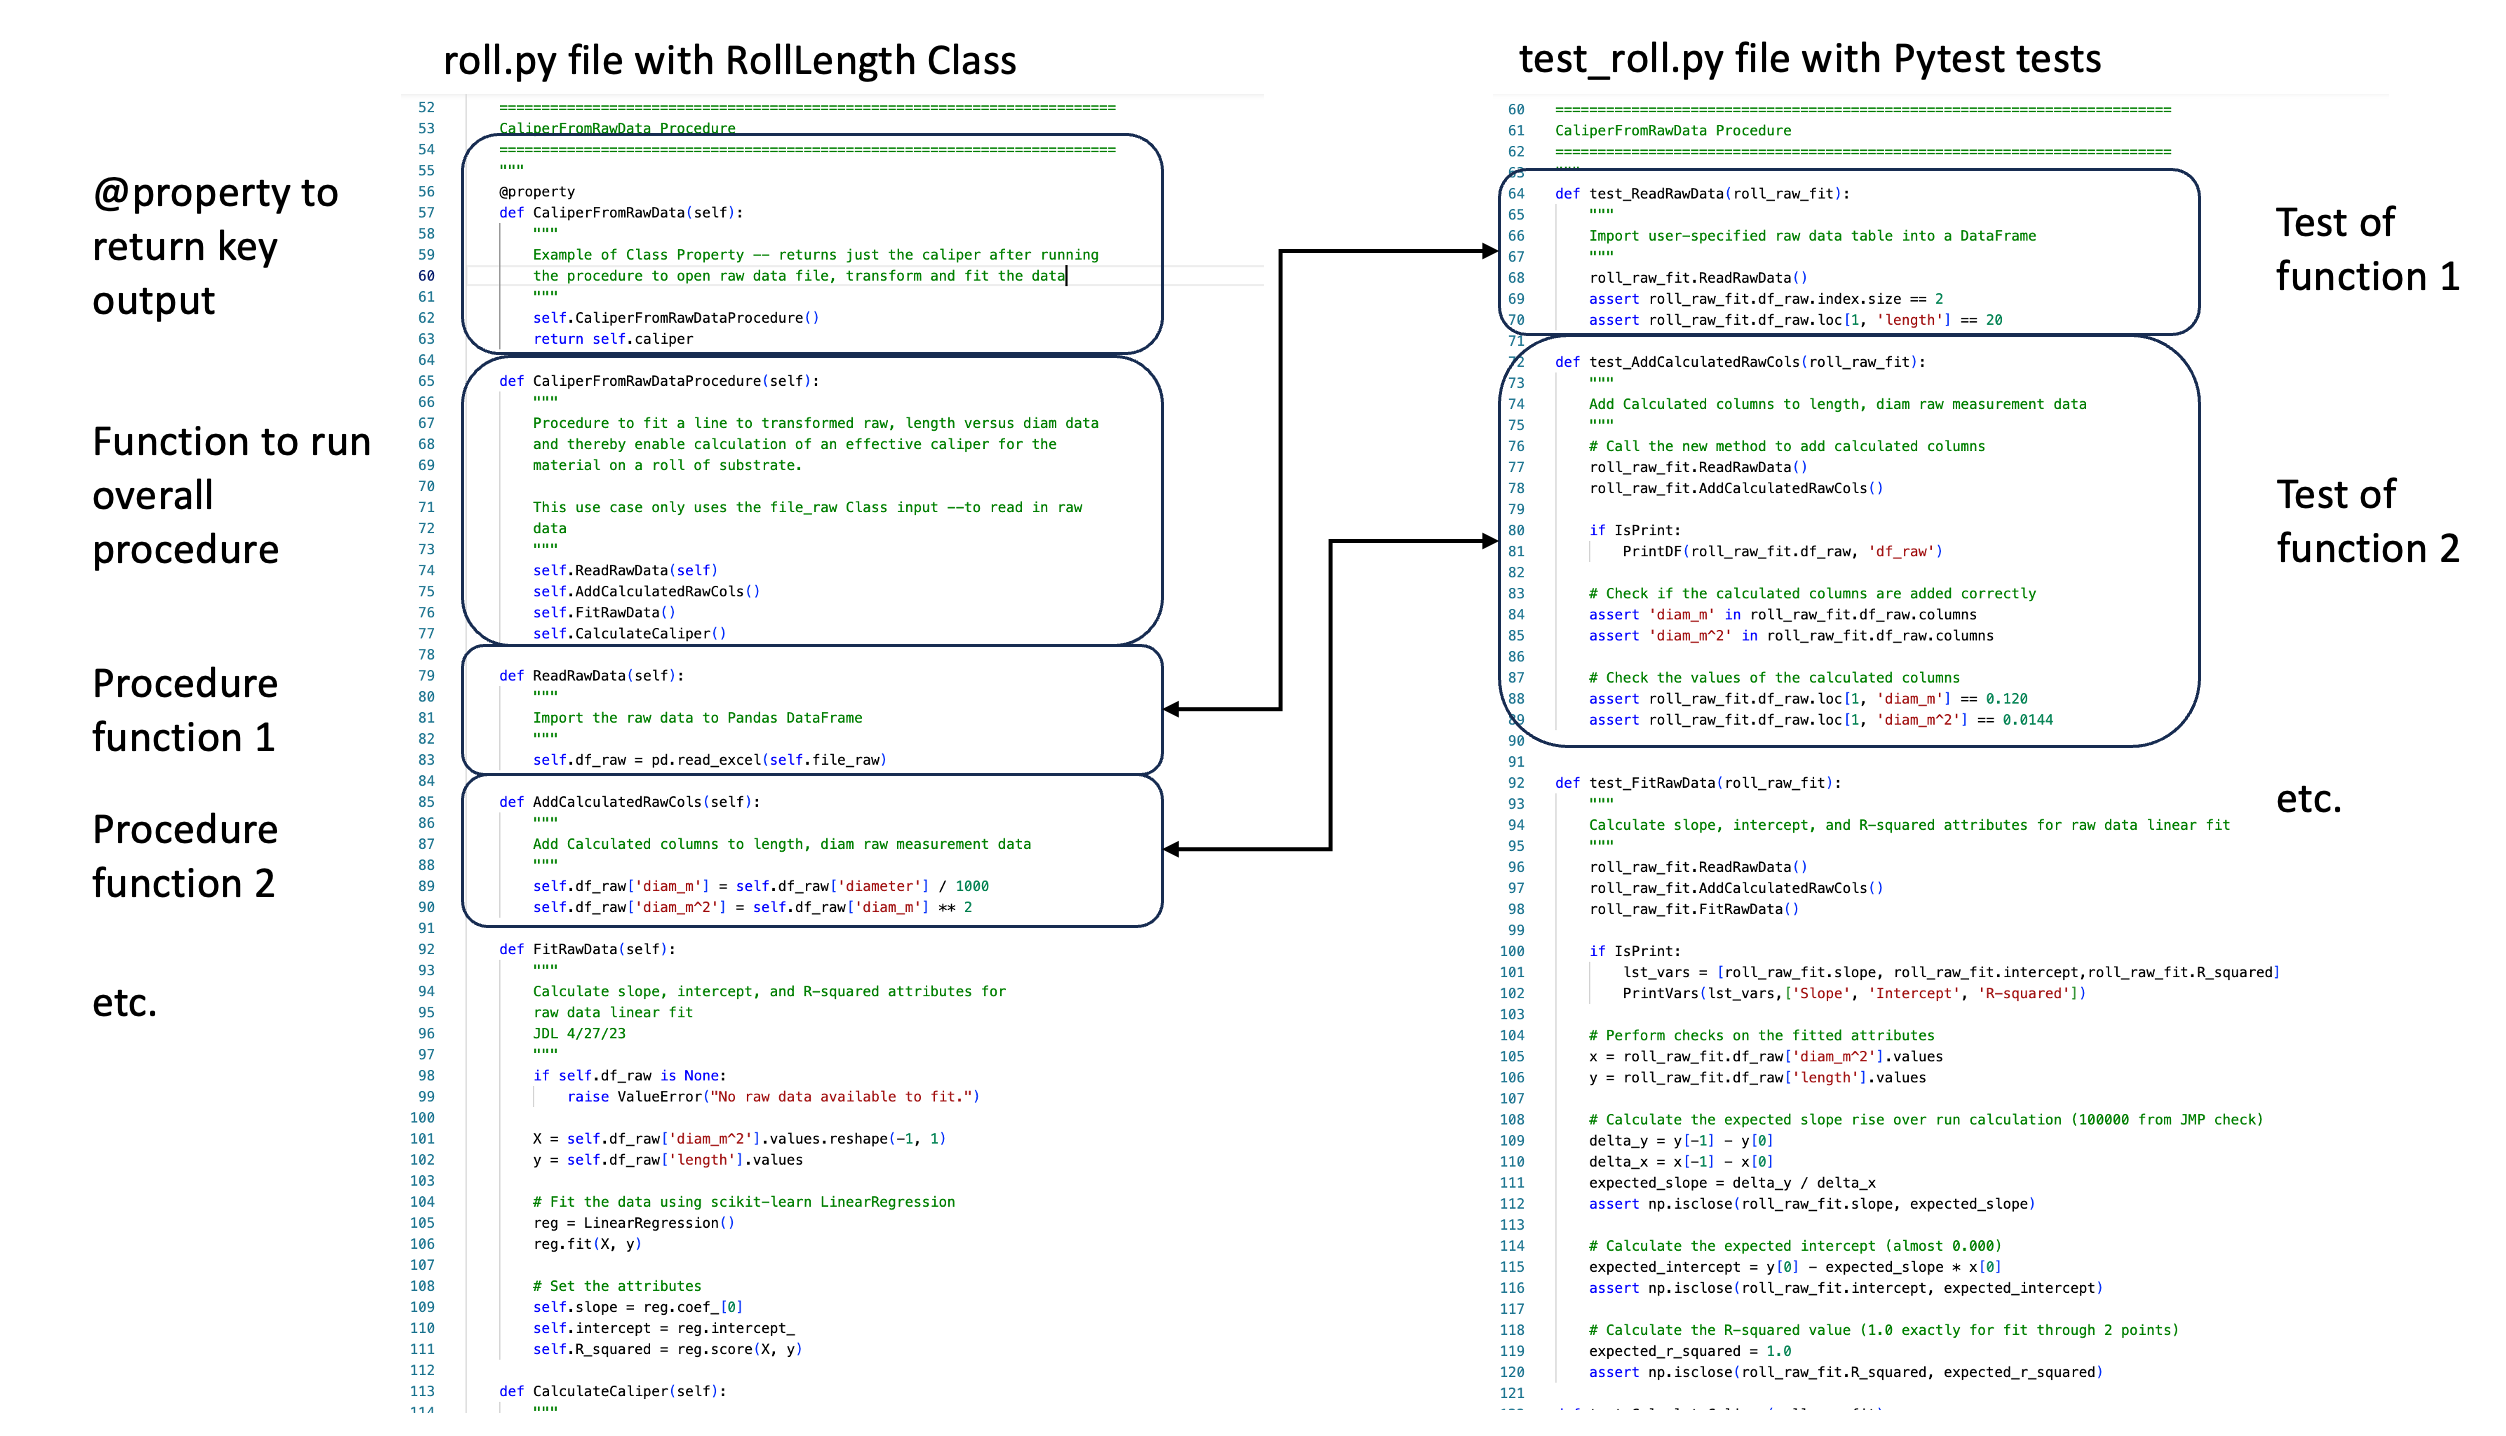 roll.py file with RollLength Class
52 =========================================================================
53 CaliperFromRawData Procedure
54 =========================================================================
55 """
56 @property
57 def CaliperFromRawData(self):
58 """
59 Example of Class Property –– returns just the caliper after running
60 the procedure to open raw data file, transform and fit the data
61 """
62 self.CaliperFromRawDataProcedure()
63 return self.caliper
64
65 def CaliperFromRawDataProcedure(self):
66 """
67 Procedure to fit a line to transformed raw, length versus diam data
68 and thereby enable calculation of an effective caliper for the
69 material on a roll of substrate.
70
71 This use case only uses the file_raw Class input ––to read in raw
72 data
73 """
74 self.ReadRawData(self)
75 self.AddCalculatedRawCols()
76 self.FitRawData()
77 self.CalculateCaliper()
78
79 def ReadRawData(self):
80 """
81 Import the raw data to Pandas DataFrame
82 """
83 self.df_raw = pd.read_excel(self.file_raw)
84
85 def AddCalculatedRawCols(self):
86 """
87 Add Calculated columns to length, diam raw measurement data
88 """
89 self.df_raw['diam_m'] = self.df_raw['diameter'] / 1000
90 self.df_raw['diam_m^2'] = self.df_raw['diam_m'] ** 2
91
92 def FitRawData(self):
93 """
94 Calculate slope, intercept, and R-squared attributes for
95 raw data linear fit
96 JDL 4/27/23
97 """
98 if self.df_raw is None:
99 raise ValueError("No raw data available to fit.")
100
101 X = self.df_raw['diam_m^2'].values.reshape(-1, 1)
102 y = self.df_raw['length'].values
103
104 # Fit the data using scikit-learn LinearRegression
105 reg = LinearRegression()
106 reg.fit(X, y)
107
108 # Set the attributes
109 self.slope = reg.coef_[0]
110 self.intercept = reg.intercept_
111 self.R_squared = reg.score(X, y)
112
113 def CalculateCaliper(self):
114 """
@property to
return key
output
Function to run
overall
procedure
Procedure
function 1
Procedure
function 2
etc.
test_roll.py file with Pytest tests
60 =========================================================================
61 CaliperFromRawData Procedure
62 =========================================================================
63 """
64 def test_ReadRawData(roll_raw_fit):
65 """
66 Import user-specified raw data table into a DataFrame
67 """
68 roll_raw_fit.ReadRawData()
69 assert roll_raw_fit.df_raw.index.size == 2
70 assert roll_raw_fit.df_raw.loc[1, 'length'] == 20
71
72 def test_AddCalculatedRawCols(roll_raw_fit):
73 """
74 Add Calculated columns to length, diam raw measurement data
75 """
76 # Call the new method to add calculated columns
77 roll_raw_fit.ReadRawData()
78 roll_raw_fit.AddCalculatedRawCols()
79
80 if IsPrint:
81 PrintDF(roll_raw_fit.df_raw, 'df_raw')
82
83 # Check if the calculated columns are added correctly
84 assert 'diam_m' in roll_raw_fit.df_raw.columns
85 assert 'diam_m^2' in roll_raw_fit.df_raw.columns
86
87 # Check the values of the calculated columns
88 assert roll_raw_fit.df_raw.loc[1, 'diam_m'] == 0.120
89 assert roll_raw_fit.df_raw.loc[1, 'diam_m^2'] == 0.0144
90
91
92 def test_FitRawData(roll_raw_fit):
93 """
94 Calculate slope, intercept, and R-squared attributes for raw data linear fit
95 """
96 roll_raw_fit.ReadRawData()
97 roll_raw_fit.AddCalculatedRawCols()
98 roll_raw_fit.FitRawData()
99
100 if IsPrint:
101 lst_vars = [roll_raw_fit.slope, roll_raw_fit.intercept,roll_raw_fit.R_squared]
102 PrintVars(lst_vars,['Slope', 'Intercept', 'R-squared'])
103
104 # Perform checks on the fitted attributes
105 x = roll_raw_fit.df_raw['diam_m^2'].values
106 y = roll_raw_fit.df_raw['length'].values
107
108 # Calculate the expected slope rise over run calculation (100000 from JMP check)
109 delta_y = y[-1] - y[0]
110 delta_x = x[-1] - x[0]
111 expected_slope = delta_y / delta_x
112 assert np.isclose(roll_raw_fit.slope, expected_slope)
113
114 # Calculate the expected intercept (almost 0.000)
115 expected_intercept = y[0] - expected_slope * x[0]
116 assert np.isclose(roll_raw_fit.intercept, expected_intercept)
117
118 # Calculate the R-squared value (1.0 exactly for fit through 2 points)
119 expected_r_squared = 1.0
120 assert np.isclose(roll_raw_fit.R_squared, expected_r_squared)
121
Test of
function 1
Test of
function 2
etc.